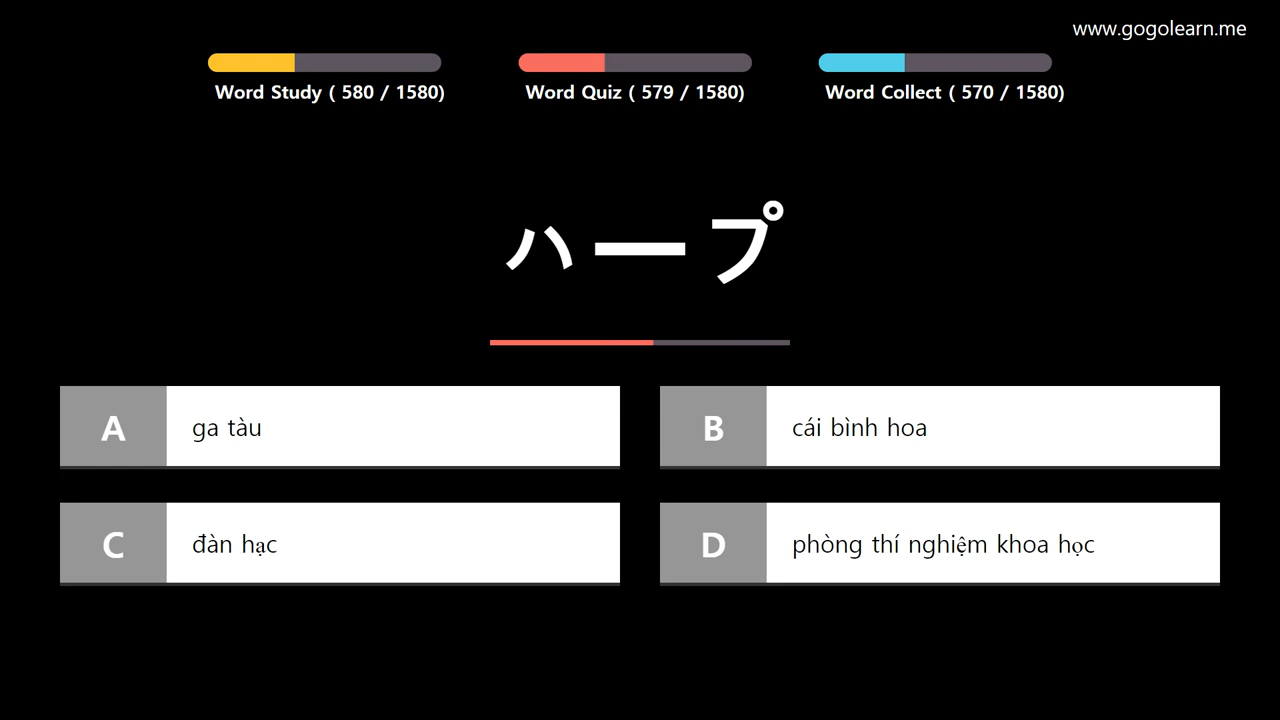 www.gogolearn.me
Word Study ( 580 / 1580)
Word Quiz ( 579 / 1580)
Word Collect ( 570 / 1580)
ハープ
A ga tàu
B cái bình hoa
C đàn hạc
D phòng thí nghiệm khoa học